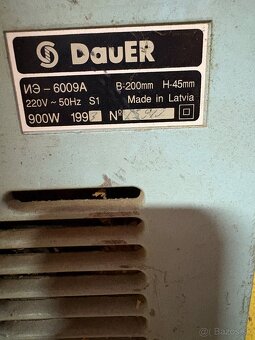 DauER
ИЭ-6009А B-200mm H-45mm
220V ~ 50Hz S1 Made in Latvia
900W 199 №